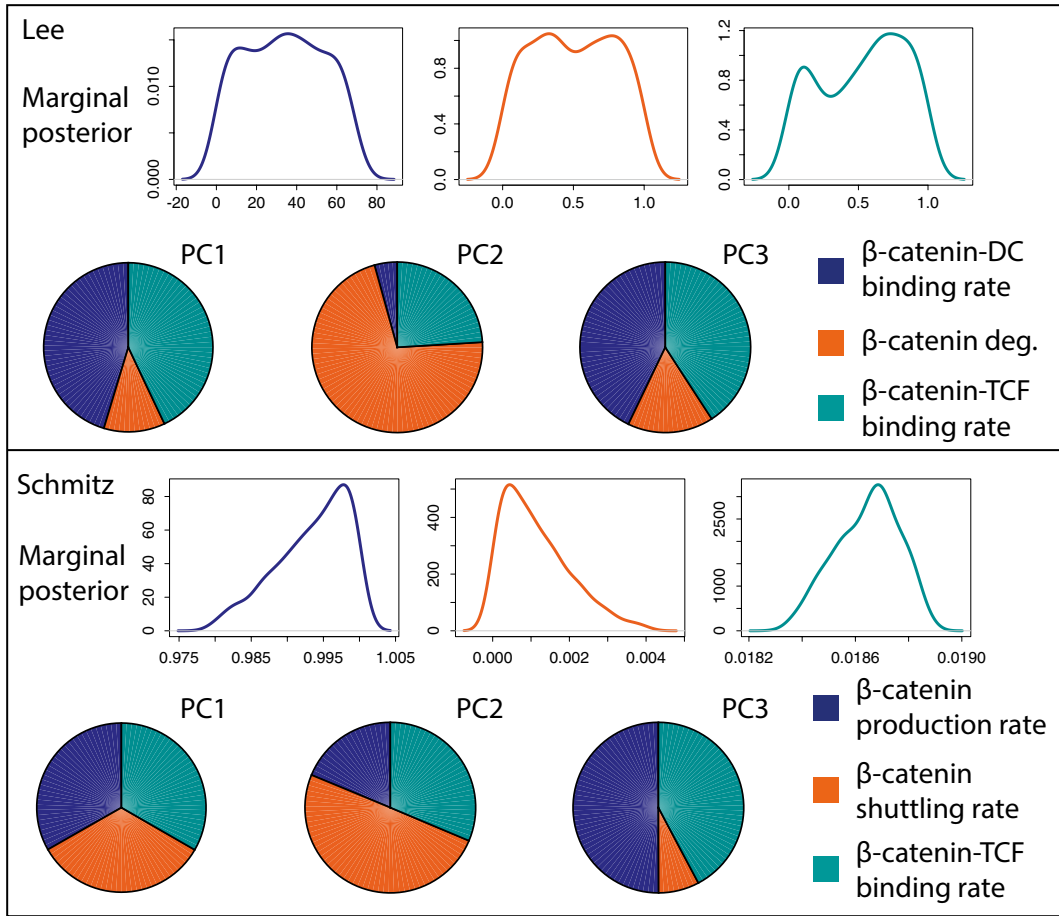 Lee
Marginal
posterior
0.000
0.010
-20 0 20 40 60 80
0.0
0.4
0.8
0.0 0.5 1.0
0.0
0.4
0.8
1.2
0.0 0.5 1.0
PC1
PC2
PC3
β-catenin-DC
binding rate
β-catenin deg.
β-catenin-TCF
binding rate
Schmitz
Marginal
posterior
0
20
40
60
80
0.975 0.985 0.995 1.005
0
200
400
0.000 0.002 0.004
0
1000
2500
0.0182 0.0186 0.0190
PC1
PC2
PC3
β-catenin
production rate
β-catenin
shuttling rate
β-catenin-TCF
binding rate